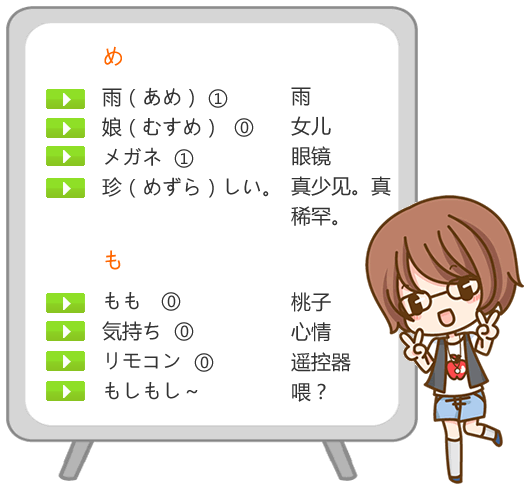 め
雨（あめ）① 雨
娘（むすめ） ⓪ 女儿
メガネ ① 眼镜
珍（めずら）しい。 真少见。真
稀罕。
も
もも ⓪ 桃子
気持ち ⓪ 心情
リモコン ⓪ 遥控器
もしもし～ 喂？